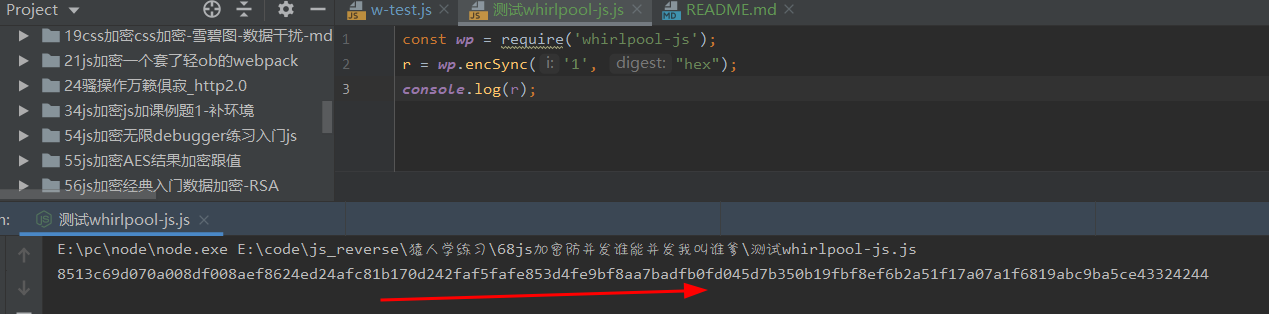 Project
w-test.js
测试whirlpool-js.js
README.md
19css加密css加密-雪碧图-数据干扰-md
21js加密一个套了轻ob的webpack
24骚操作万籁俱寂_http2.0
34js加密js加课例题1-补环境
54js加密无限debugger练习入门js
55js加密AES结果加密跟值
56js加密经典入门数据加密-RSA
1 const wp = require('whirlpool-js');
2 r = wp.encSync( i: '1', digest: "hex");
3 console.log(r);
n: 测试whirlpool-js.js
E:\pc\node\node.exe E:\code\js_reverse\猿人学练习\68js加密防并发谁能并发我叫谁爹\测试whirlpool-js.js
8513c69d070a008df008aef8624ed24afc81b170d242faf5fafe853d4fe9bf8aa7badfb0fd045d7b350b19fbf8ef6b2a51f17a07a1f6819abc9ba5ce43324244